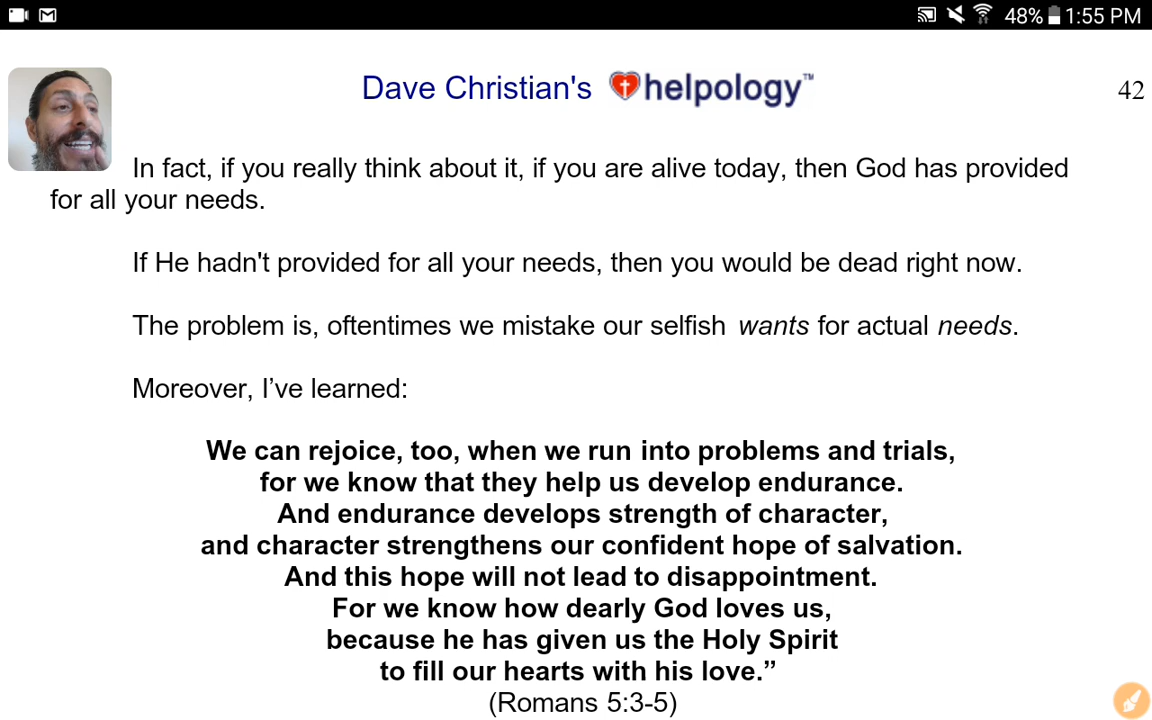 48% 1:55 PM
Dave Christian's helpology™ 42
In fact, if you really think about it, if you are alive today, then God has provided
for all your needs.
If He hadn't provided for all your needs, then you would be dead right now.
The problem is, oftentimes we mistake our selfish wants for actual needs.
Moreover, I’ve learned:
We can rejoice, too, when we run into problems and trials,
for we know that they help us develop endurance.
And endurance develops strength of character,
and character strengthens our confident hope of salvation.
And this hope will not lead to disappointment.
For we know how dearly God loves us,
because he has given us the Holy Spirit
to fill our hearts with his love.”
(Romans 5:3-5)